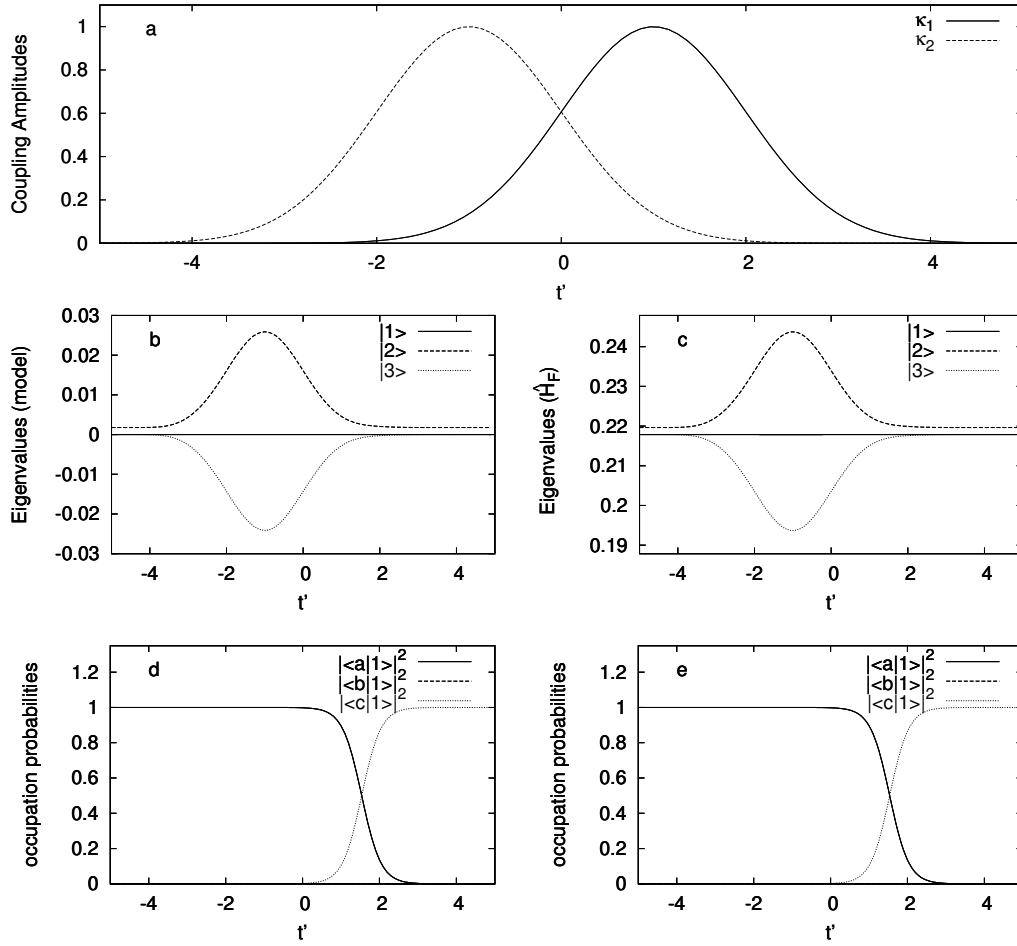 a
κ1
κ2
Coupling Amplitudes
1
0.8
0.6
0.4
0.2
0
-4 -2 0 2 4
t'
b
|1>
|2>
|3>
Eigenvalues (model)
0.03
0.02
0.01
0
-0.01
-0.02
-0.03
-4 -2 0 2 4
t'
c
|1>
|2>
|3>
Eigenvalues (ĤF)
0.24
0.23
0.22
0.21
0.2
0.19
-4 -2 0 2 4
t'
d
|<a|1>|2
|<b|1>|2
|<c|1>|2
occupation probabilities
1.2
1
0.8
0.6
0.4
0.2
0
-4 -2 0 2 4
t'
e
|<a|1>|2
|<b|1>|2
|<c|1>|2
occupation probabilities
1.2
1
0.8
0.6
0.4
0.2
0
-4 -2 0 2 4
t'